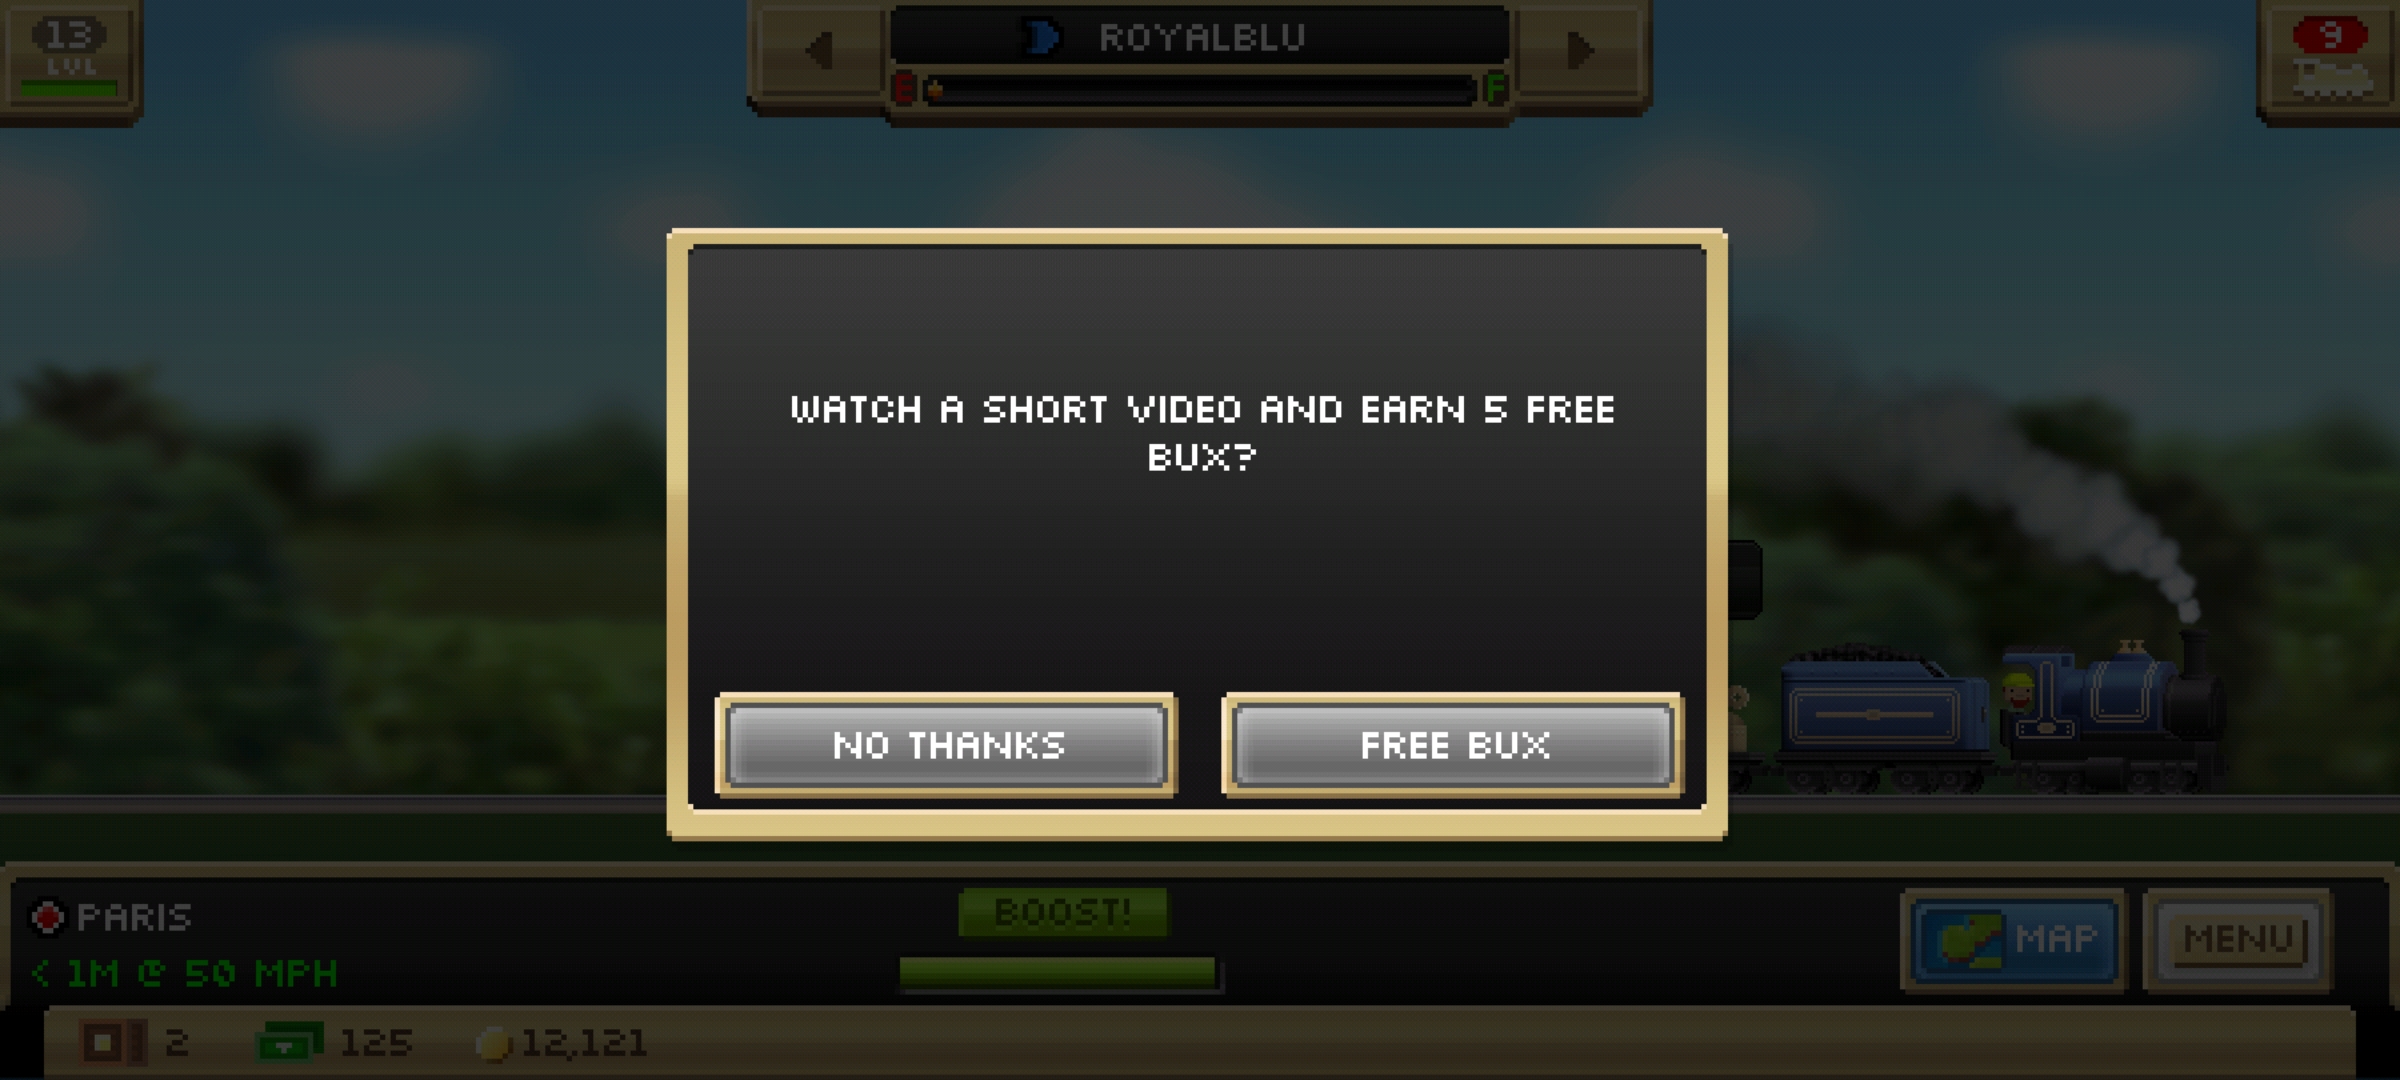 13
LVL
ROYALBLU
E F
9
WATCH A SHORT VIDEO AND EARN 5 FREE
BUX?
NO THANKS
FREE BUX
PARIS
< 1M @ 50 MPH
BOOST!
MAP
MENU
2
125
12,121